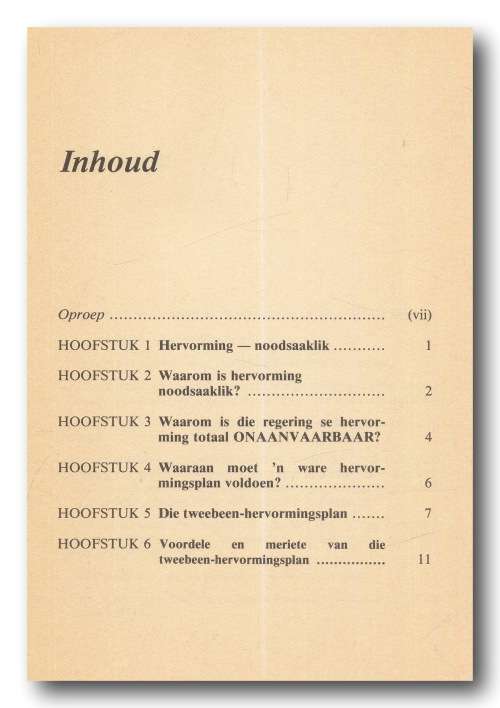 Inhoud
Oproep ........................................................ (vii)
HOOFSTUK 1 Hervorming — noodsaaklik ........... 1
HOOFSTUK 2 Waarom is hervorming
noodsaaklik? ............................ 2
HOOFSTUK 3 Waarom is die regering se hervor-
ming totaal ONAANVAARBAAR? 4
HOOFSTUK 4 Waaraan moet 'n ware hervor-
mingsplan voldoen? .................... 6
HOOFSTUK 5 Die tweebeen-hervormingsplan ....... 7
HOOFSTUK 6 Voordele en meriete van die
tweebeen-hervormingsplan ................ 11